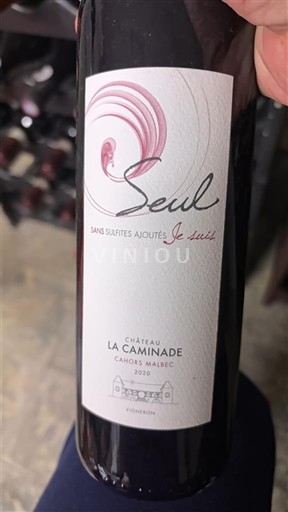 Seul
SANS SULFITES AJOUTÉS Je suis
VINIOU
CHÂTEAU
LA CAMINADE
CAHORS MALBEC
2020
VIGNERON